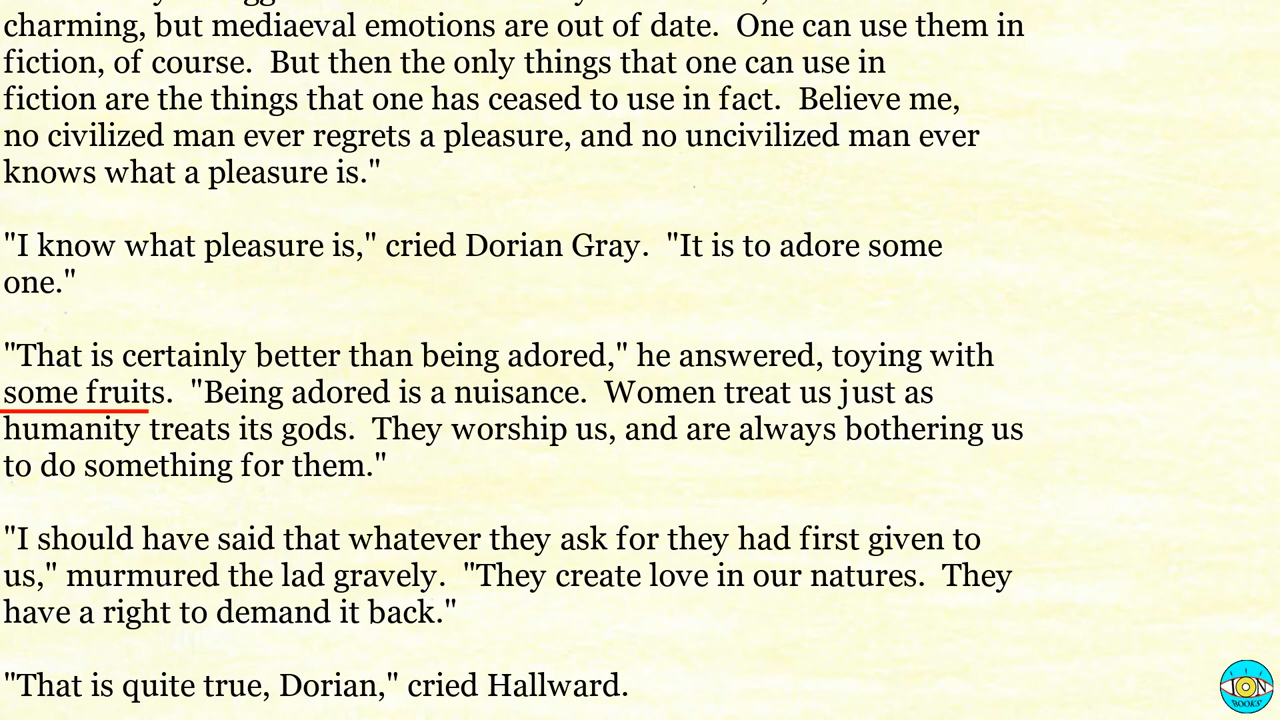 charming, but mediaeval emotions are out of date.  One can use them in
fiction, of course.  But then the only things that one can use in
fiction are the things that one has ceased to use in fact.  Believe me,
no civilized man ever regrets a pleasure, and no uncivilized man ever
knows what a pleasure is."
"I know what pleasure is," cried Dorian Gray.  "It is to adore some
one."
"That is certainly better than being adored," he answered, toying with
some fruits.  "Being adored is a nuisance.  Women treat us just as
humanity treats its gods.  They worship us, and are always bothering us
to do something for them."
"I should have said that whatever they ask for they had first given to
us," murmured the lad gravely.  "They create love in our natures.  They
have a right to demand it back."
"That is quite true, Dorian," cried Hallward.
ION
BOOKS